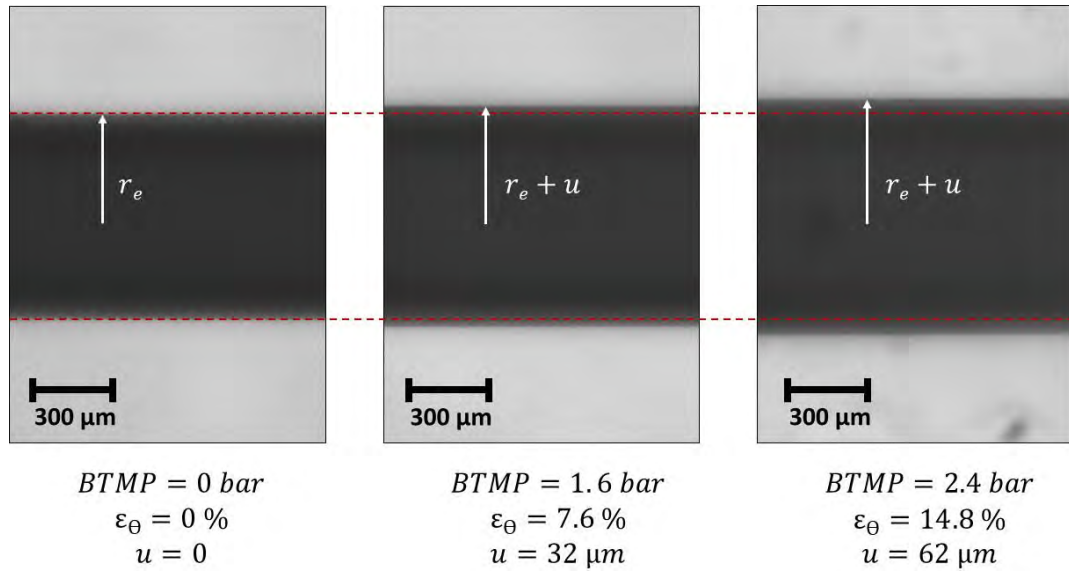 r_e
r_e + u
r_e + u
300 µm
300 µm
300 µm
BTMP = 0 bar
ε_θ = 0 %
u = 0
BTMP = 1.6 bar
ε_θ = 7.6 %
u = 32 µm
BTMP = 2.4 bar
ε_θ = 14.8 %
u = 62 µm